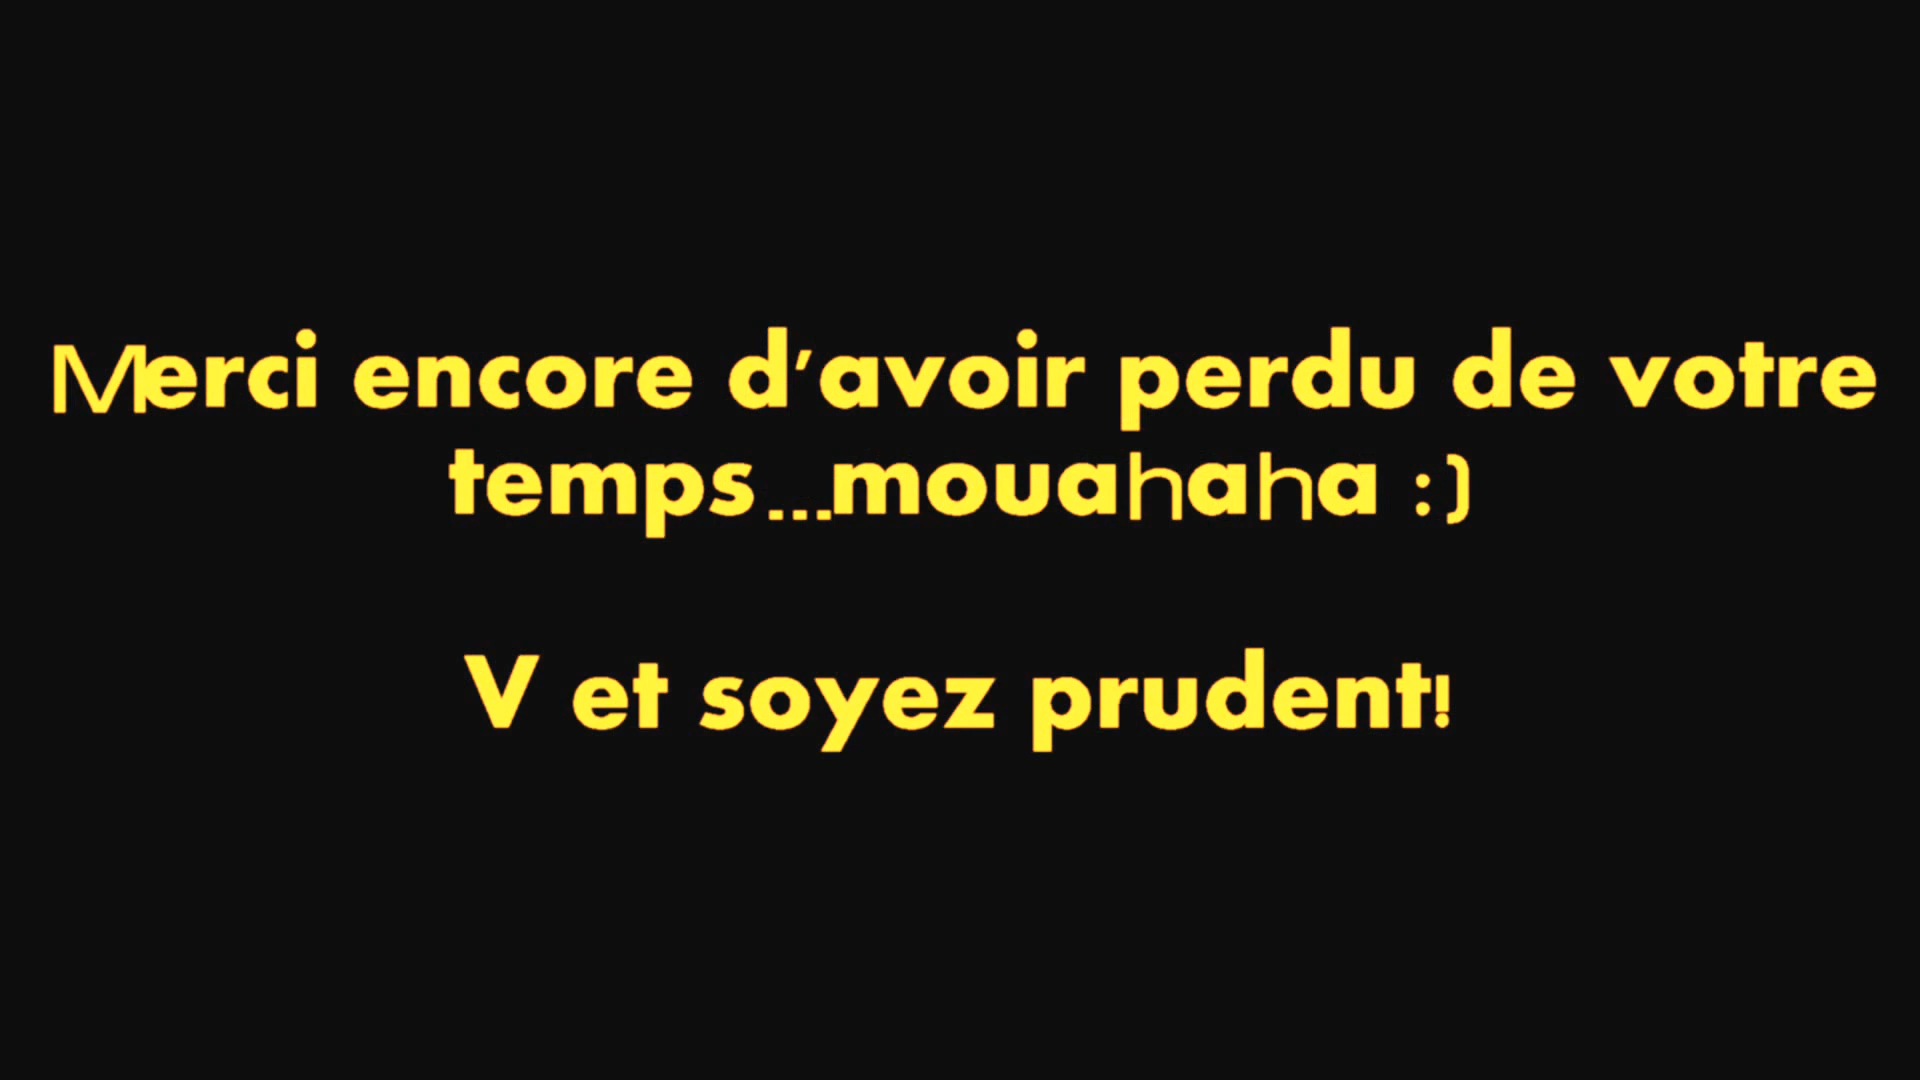 Merci encore d'avoir perdu de votre
temps...mouahaha :)
V et soyez prudent!